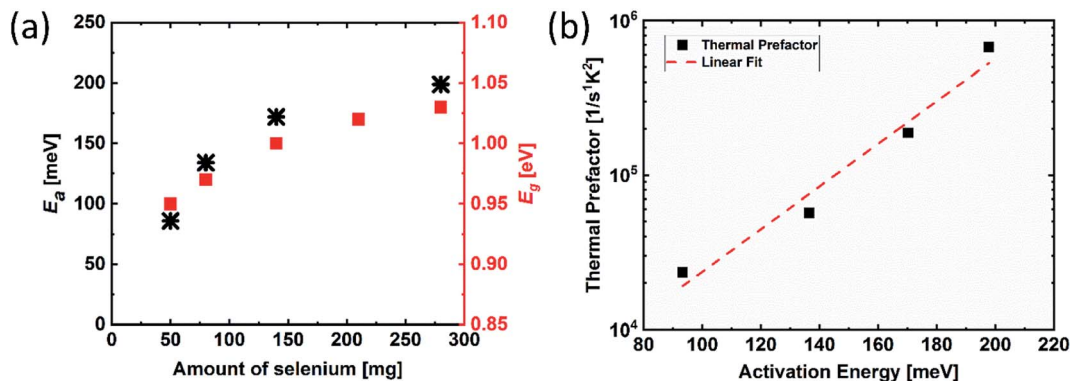 (a)
250
200
150
100
50
0
E_a [meV]
0 50 100 150 200 250 300
Amount of selenium [mg]
1.10
1.05
1.00
0.95
0.90
0.85
E_g [eV]
(b)
10^6
10^5
10^4
Thermal Prefactor [1/s^1K^2]
Thermal Prefactor
Linear Fit
100 120 140 160 180 200 220
Activation Energy [meV]